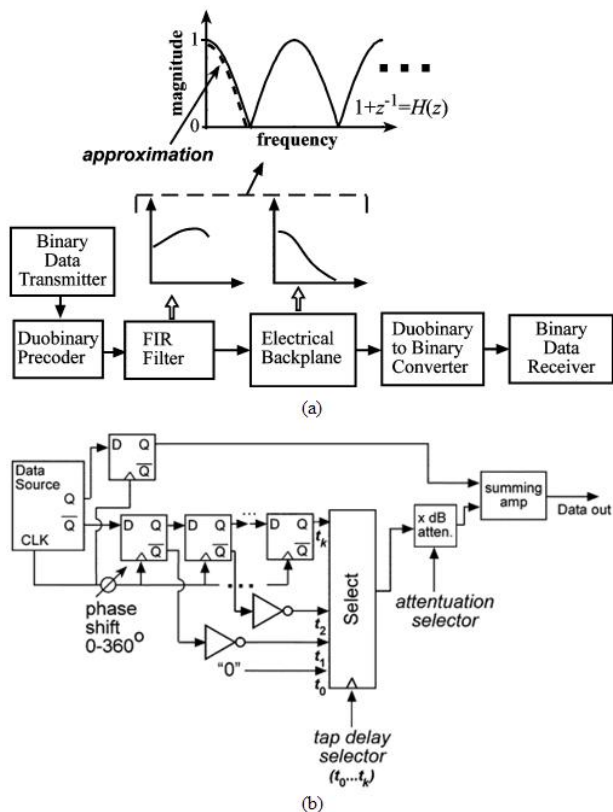 magnitude
1
0
1+z⁻¹=H(z)
frequency
approximation
Binary
Data
Transmitter
Duobinary
Precoder
FIR
Filter
Electrical
Backplane
Duobinary
to Binary
Converter
Binary
Data
Receiver
(a)
Data
Source
Q
Q̅
CLK
D Q
Q̅
D Q
Q̅
D Q
Q̅
...
D Q
Q̅
phase
shift
0-360°
"0"
tₖ
t₂
t₁
t₀
Select
tap delay
selector
(t₀...tₖ)
x dB
atten.
attentuation
selector
summing
amp
Data out
(b)